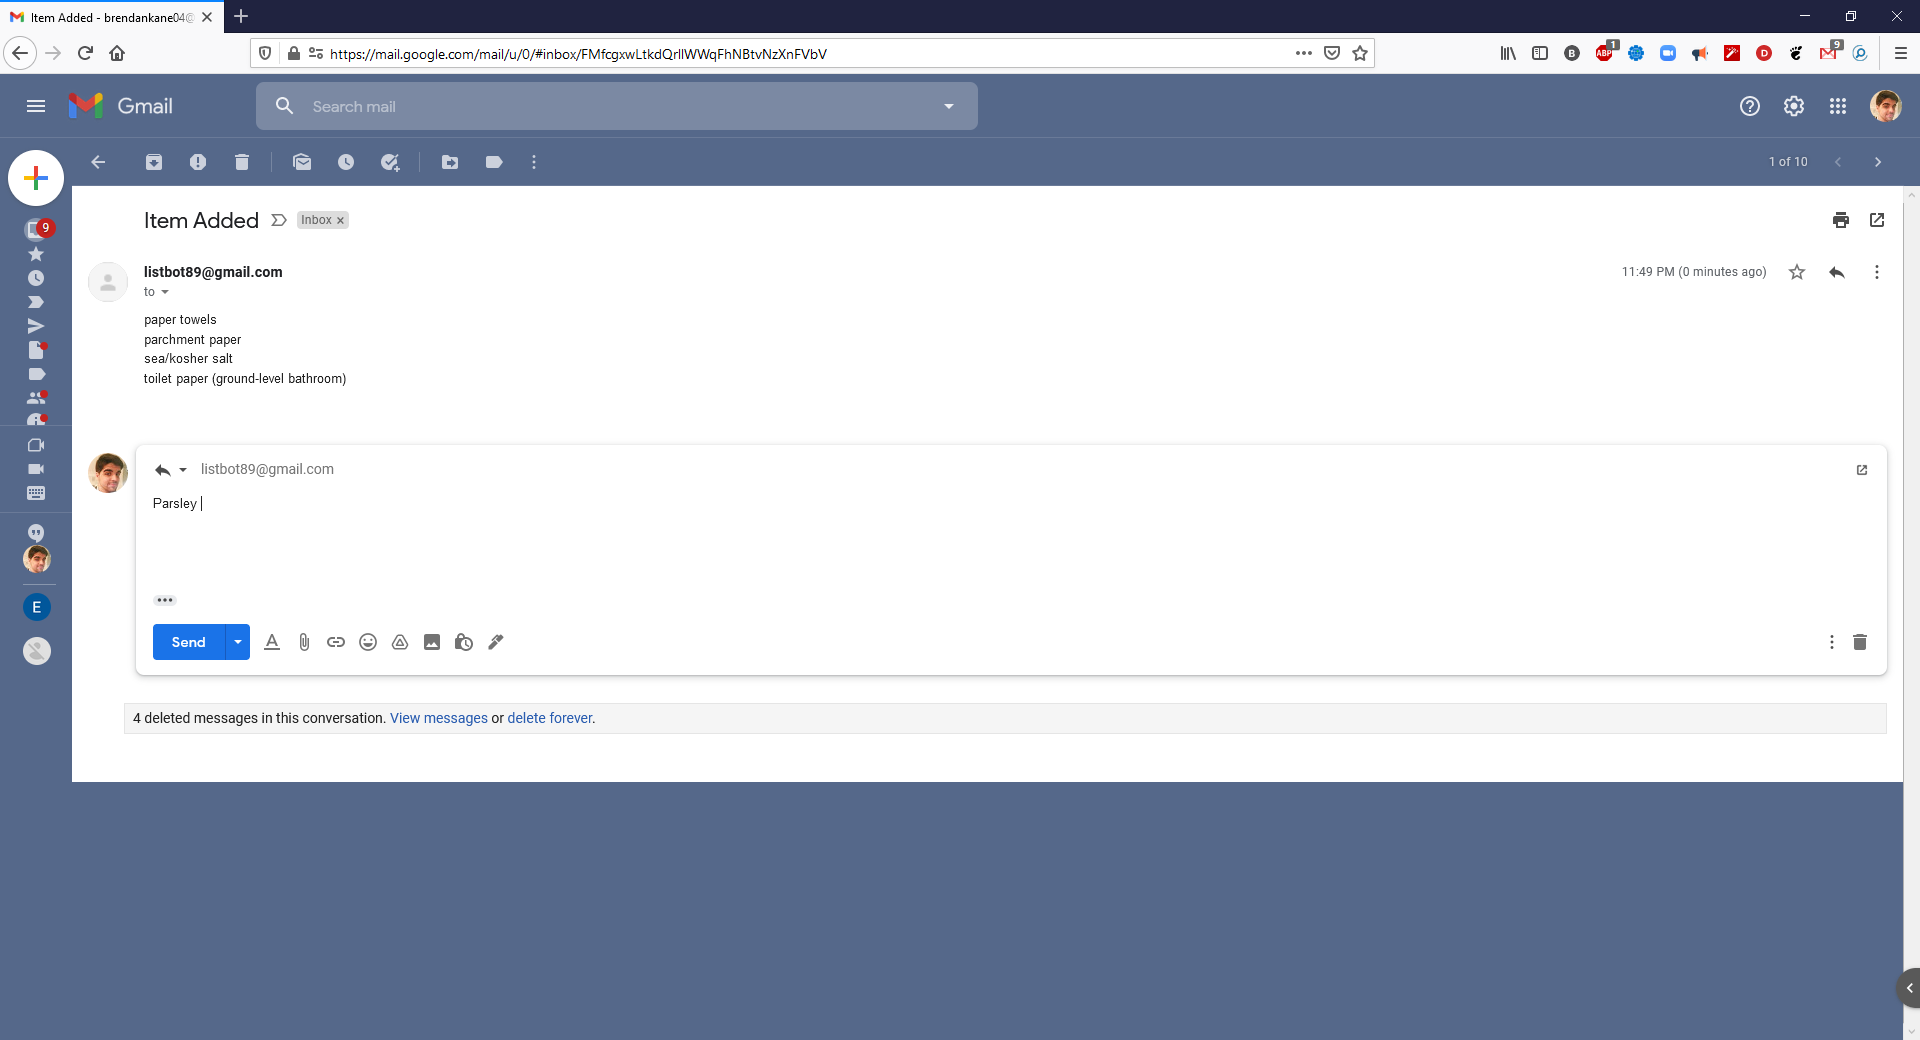 Item Added - brendankane04@
https://mail.google.com/mail/u/0/#inbox/FMfcgxwLtkdQrllWWqFhNBtvNzXnFVbV
B
ABP
1
D
9
Gmail
Search mail
1 of 10
9
Item Added
Inbox ×
listbot89@gmail.com
11:49 PM (0 minutes ago)
to
paper towels
parchment paper
sea/kosher salt
toilet paper (ground-level bathroom)
listbot89@gmail.com
Parsley
E
Send
4 deleted messages in this conversation. View messages or delete forever.